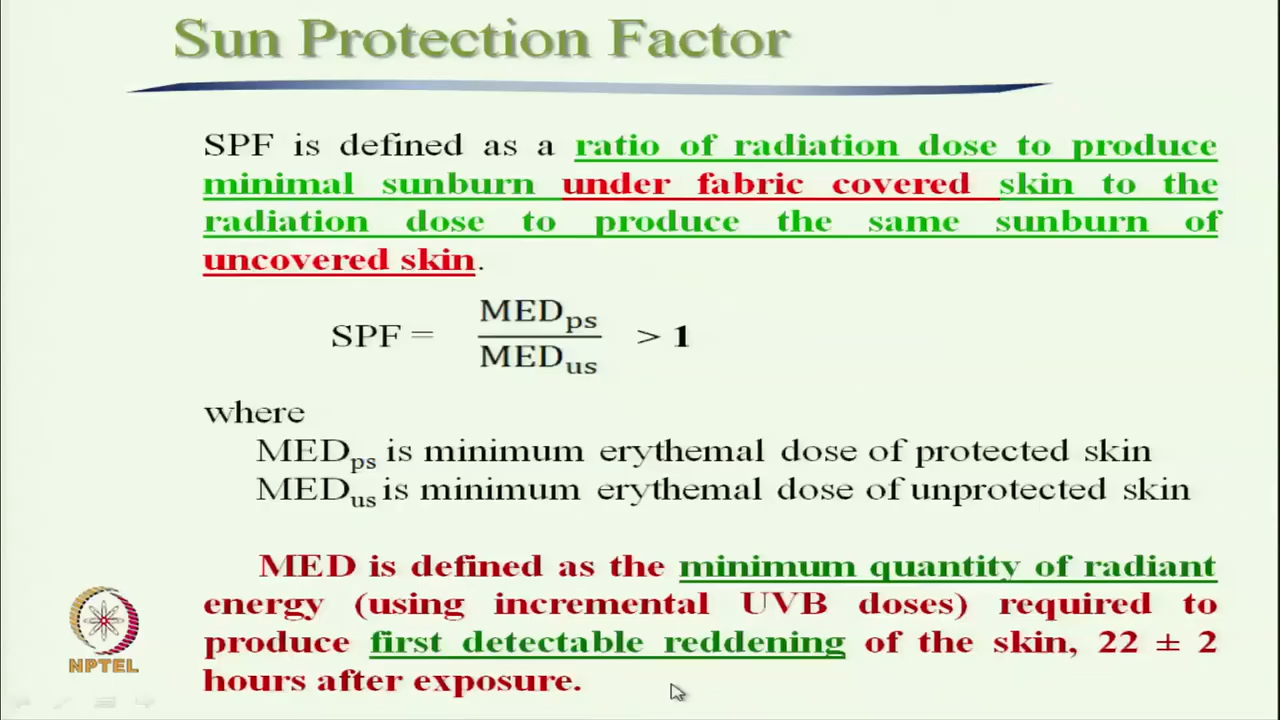 Sun Protection Factor
SPF is defined as a ratio of radiation dose to produce
minimal sunburn under fabric covered skin to the
radiation dose to produce the same sunburn of
uncovered skin.
SPF = MEDps / MEDus > 1
where
MEDps is minimum erythemal dose of protected skin
MEDus is minimum erythemal dose of unprotected skin
MED is defined as the minimum quantity of radiant
energy (using incremental UVB doses) required to
produce first detectable reddening of the skin, 22 ± 2
hours after exposure.
NPTEL